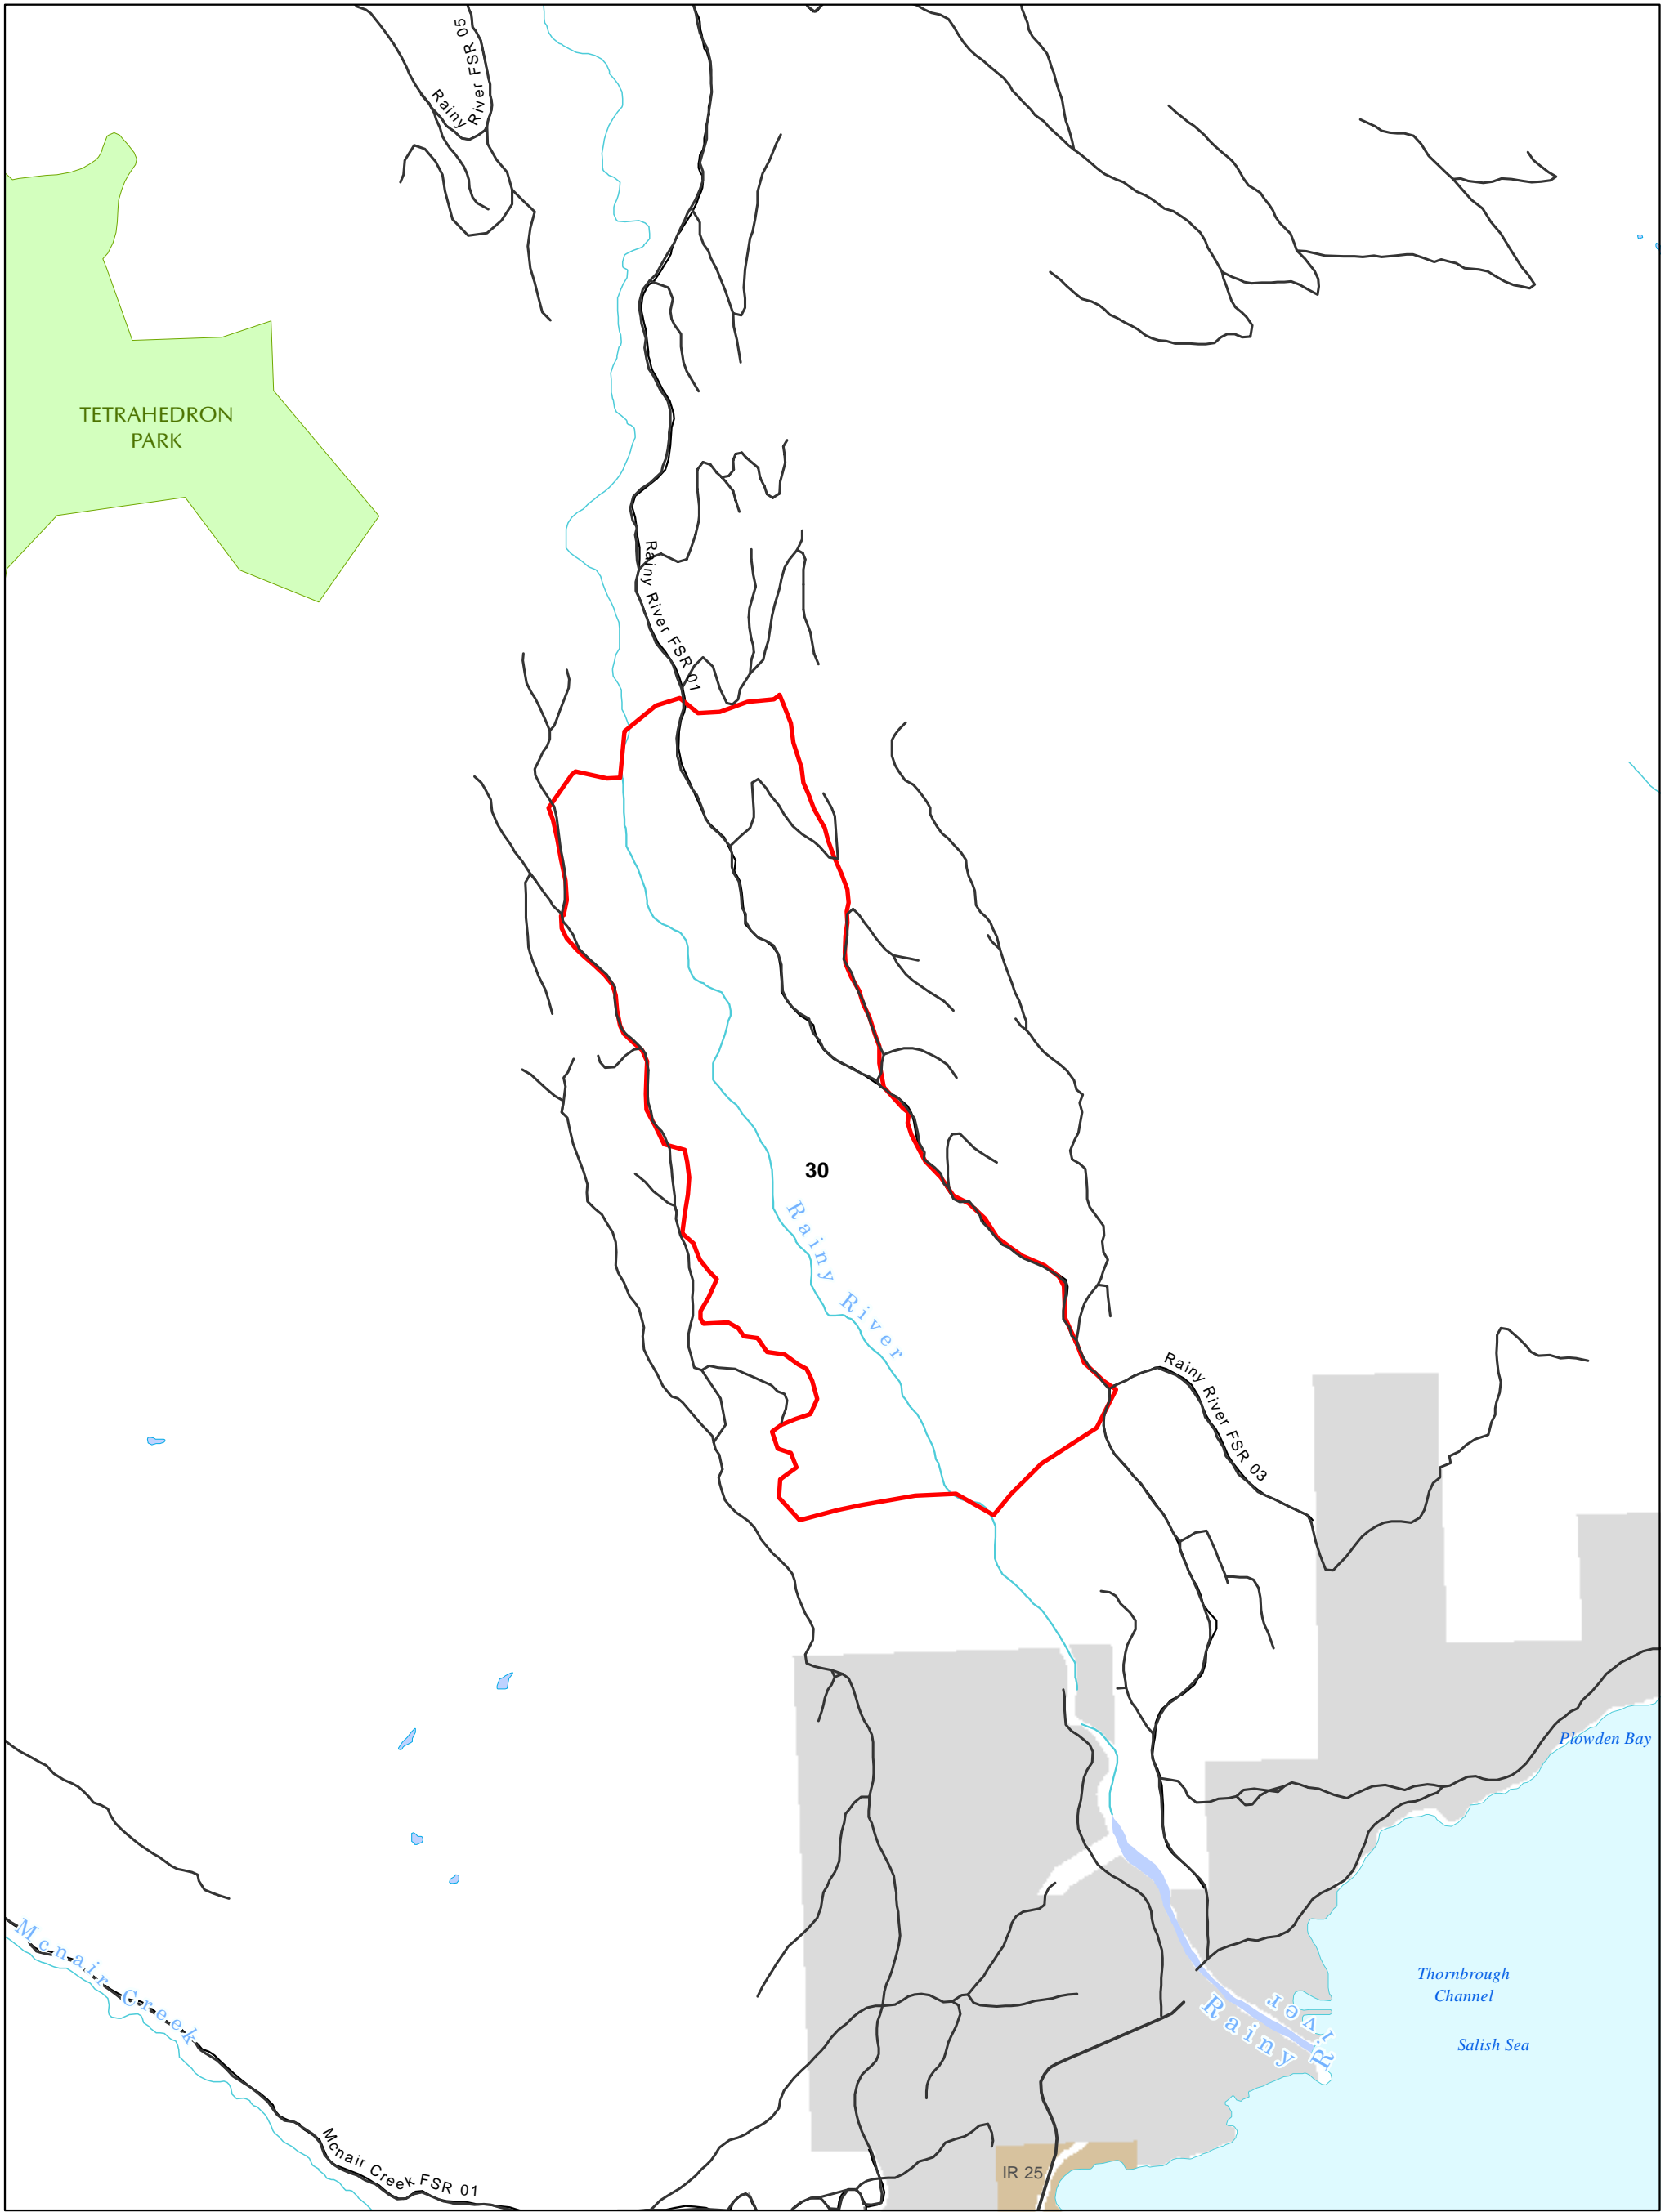 Rainy
River FSR 05
TETRAHEDRON
PARK
Rainy River FSR 01
30
Rainy River
Rainy River FSR 03
Plowden Bay
Mcnair Creek
Thornbrough
Channel
Rainy River
Salish Sea
Mcnair Creek FSR 01
IR 25